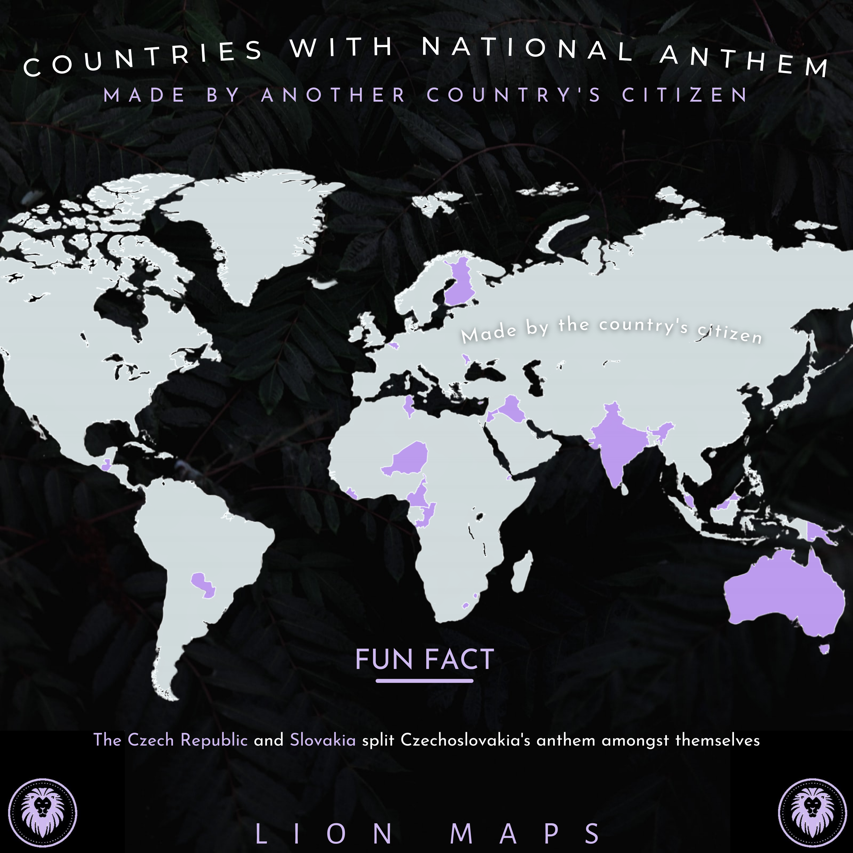 COUNTRIES WITH NATIONAL ANTHEM
MADE BY ANOTHER COUNTRY'S CITIZEN
Made by the country's citizen
FUN FACT
The Czech Republic and Slovakia split Czechoslovakia's anthem amongst themselves
LION MAPS